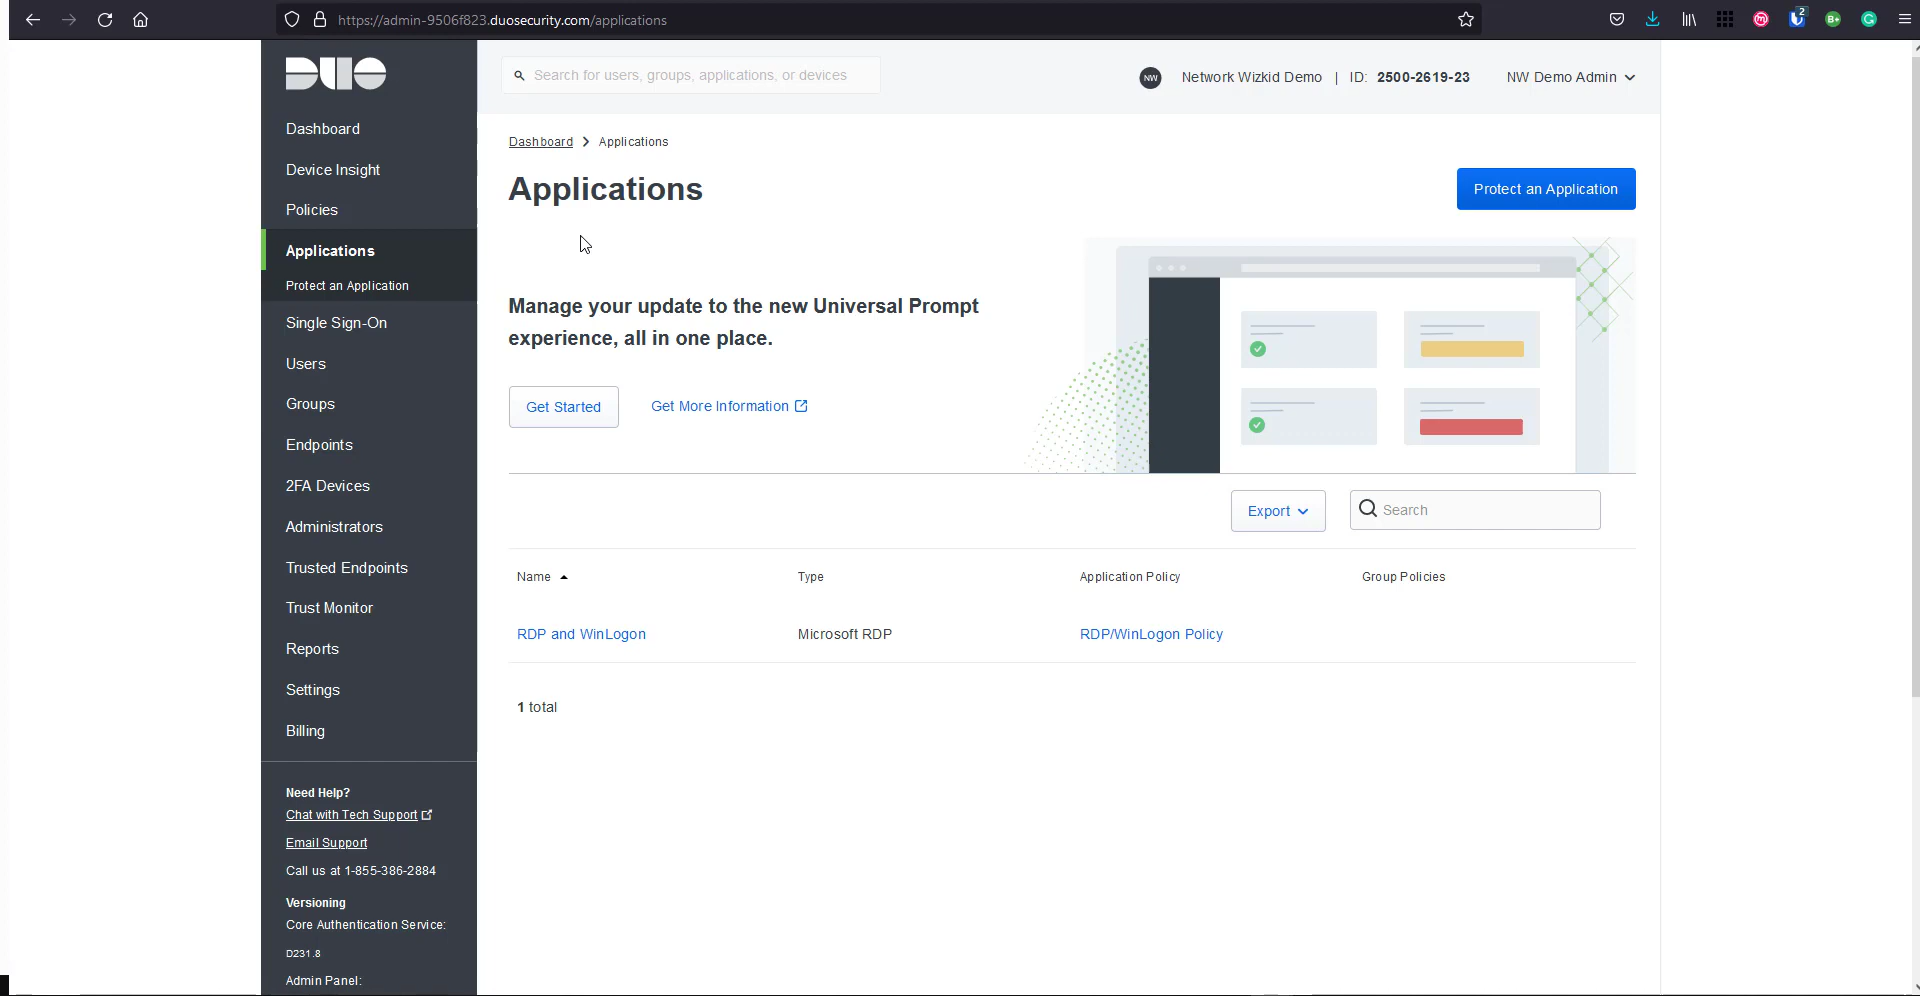 https://admin-9506f823.duosecurity.com/applications
2
DUO
Search for users, groups, applications, or devices
NW
Network Wizkid Demo | ID: 2500-2619-23
NW Demo Admin
Dashboard
Device Insight
Policies
Applications
Protect an Application
Single Sign-On
Users
Groups
Endpoints
2FA Devices
Administrators
Trusted Endpoints
Trust Monitor
Reports
Settings
Billing
Need Help?
Chat with Tech Support
Email Support
Call us at 1-855-386-2884
Versioning
Core Authentication Service:
D231.8
Admin Panel:
Dashboard > Applications
Applications
Protect an Application
Manage your update to the new Universal Prompt
experience, all in one place.
Get Started
Get More Information
Export
Search
Name Type Application Policy Group Policies
RDP and WinLogon Microsoft RDP RDP/WinLogon Policy
1 total